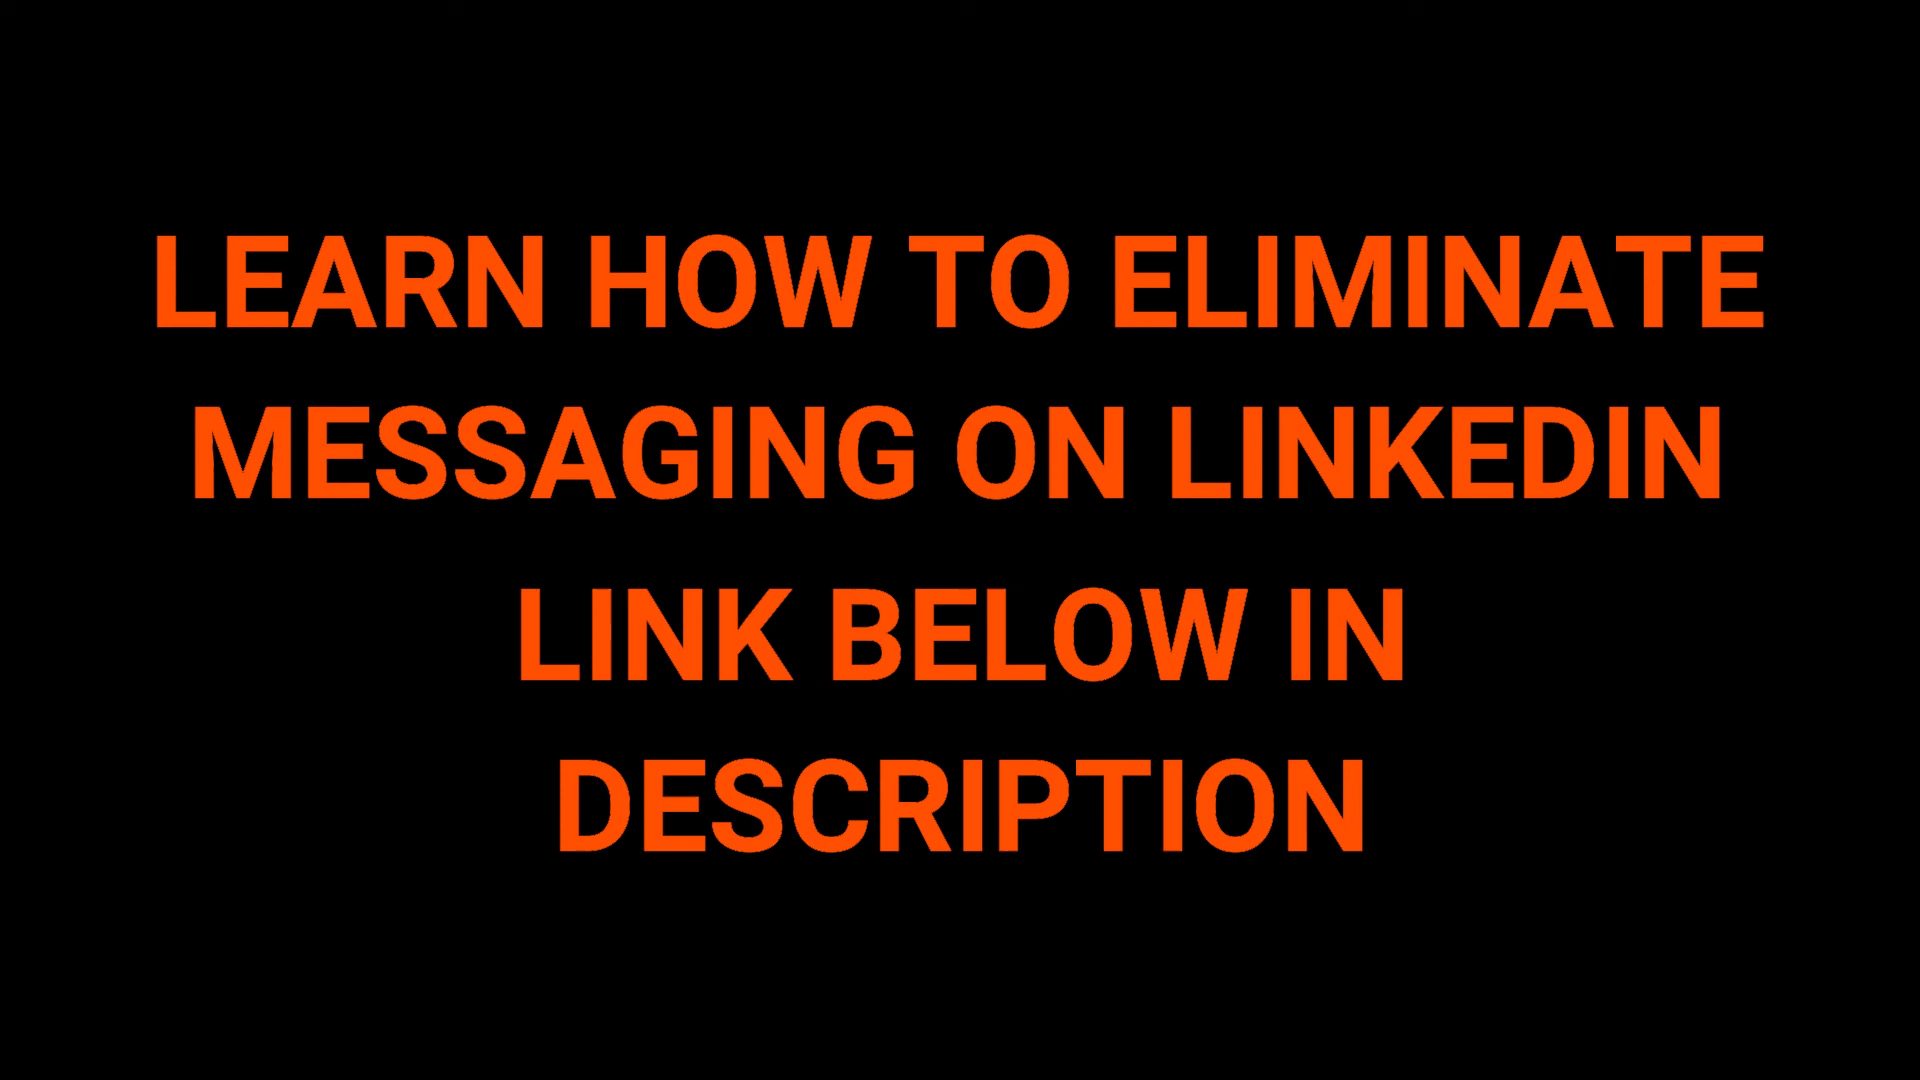 LEARN HOW TO ELIMINATE
MESSAGING ON LINKEDIN
LINK BELOW IN
DESCRIPTION